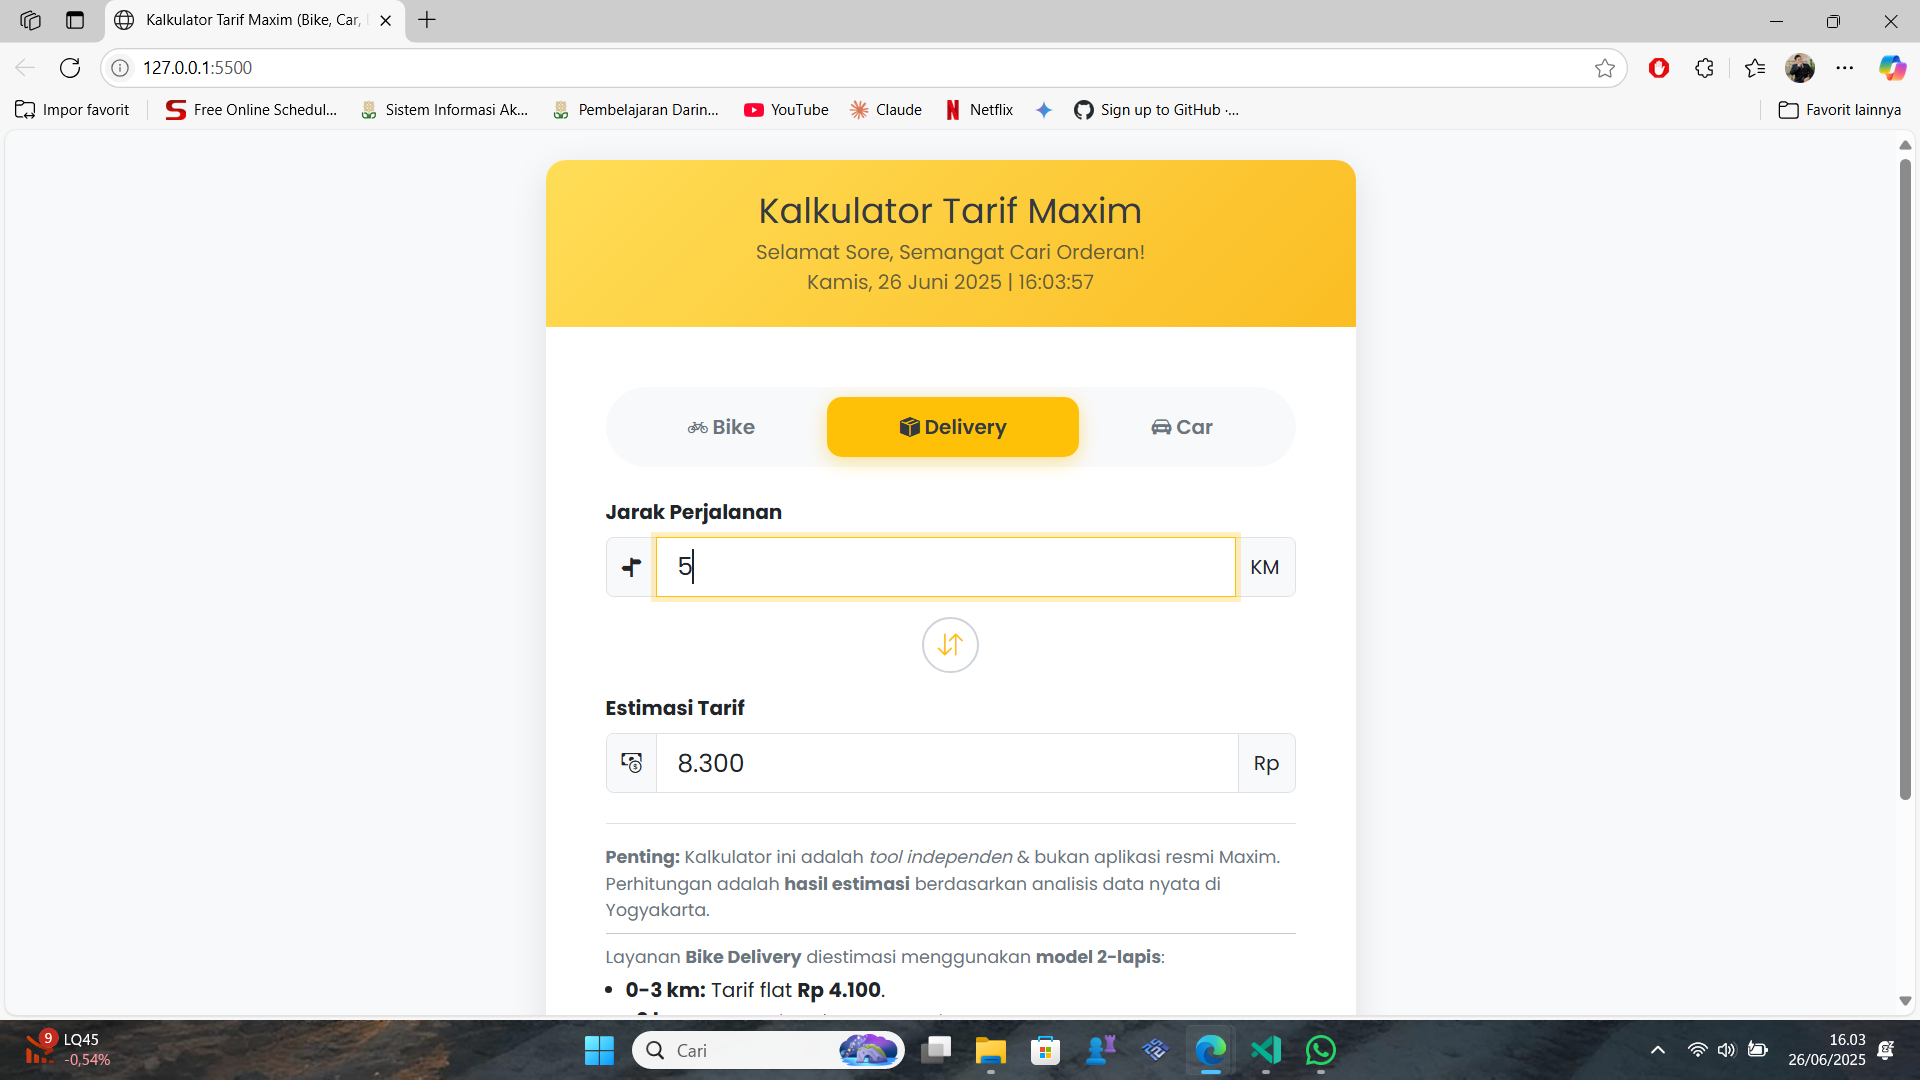 Kalkulator Tarif Maxim (Bike, Car,
127.0.0.1:5500
Impor favorit
Free Online Schedul...
Sistem Informasi Ak...
Pembelajaran Darin...
YouTube
Claude
Netflix
Sign up to GitHub ·...
Favorit lainnya
Kalkulator Tarif Maxim
Selamat Sore, Semangat Cari Orderan!
Kamis, 26 Juni 2025 | 16:03:57
Bike
Delivery
Car
Jarak Perjalanan
5
KM
Estimasi Tarif
8.300
Rp
Penting: Kalkulator ini adalah tool independen & bukan aplikasi resmi Maxim.
Perhitungan adalah hasil estimasi berdasarkan analisis data nyata di
Yogyakarta.
Layanan Bike Delivery diestimasi menggunakan model 2-lapis:
• 0-3 km: Tarif flat Rp 4.100.
9
LQ45
-0,54%
Cari
16.03
26/06/2025